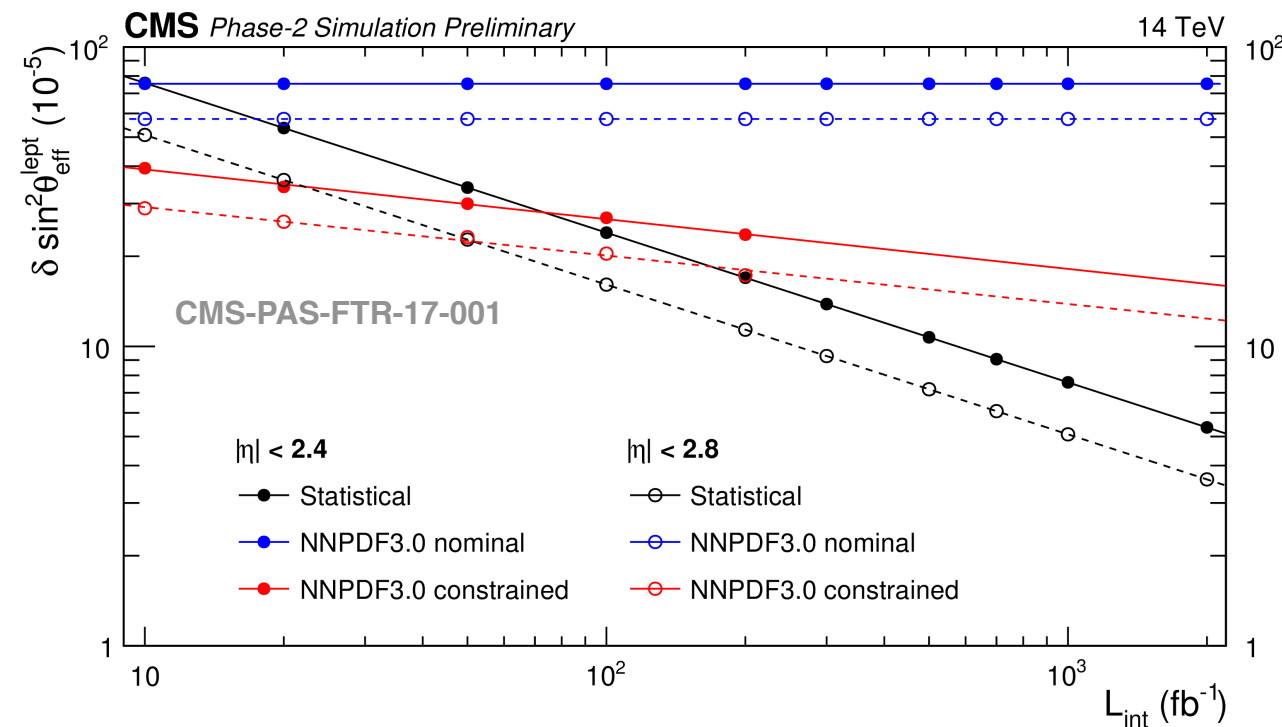 CMS Phase-2 Simulation Preliminary 14 TeV
δ sin²θ_eff^lept (10⁻⁵)
10² 10²
10 10
1 1
CMS-PAS-FTR-17-001
|η| < 2.4 |η| < 2.8
Statistical Statistical
NNPDF3.0 nominal NNPDF3.0 nominal
NNPDF3.0 constrained NNPDF3.0 constrained
10 10² 10³
L_int (fb⁻¹)